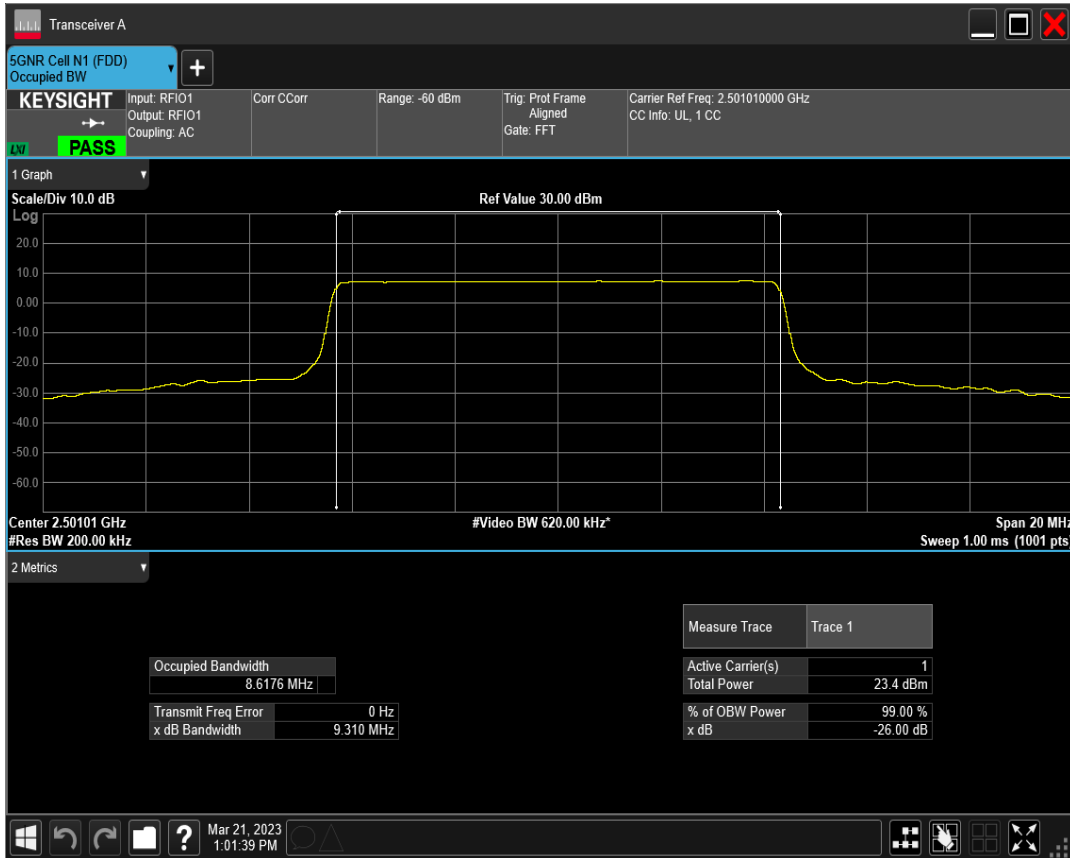 Transceiver A
5GNR Cell N1 (FDD)
Occupied BW
+
KEYSIGHT
LXI
PASS
Input: RFIO1
Output: RFIO1
Coupling: AC
Corr CCorr
Range: -60 dBm
Trig: Prot Frame
Aligned
Gate: FFT
Carrier Ref Freq: 2.501010000 GHz
CC Info: UL, 1 CC
1 Graph
Scale/Div 10.0 dB
Ref Value 30.00 dBm
Log
20.0
10.0
0.00
-10.0
-20.0
-30.0
-40.0
-50.0
-60.0
Center 2.50101 GHz
#Video BW 620.00 kHz*
Span 20 MHz
#Res BW 200.00 kHz
Sweep 1.00 ms (1001 pts)
2 Metrics
Measure Trace Trace 1
Occupied Bandwidth
8.6176 MHz
Active Carrier(s) 1
Total Power 23.4 dBm
Transmit Freq Error 0 Hz
x dB Bandwidth 9.310 MHz
% of OBW Power 99.00 %
x dB -26.00 dB
?
Mar 21, 2023
1:01:39 PM